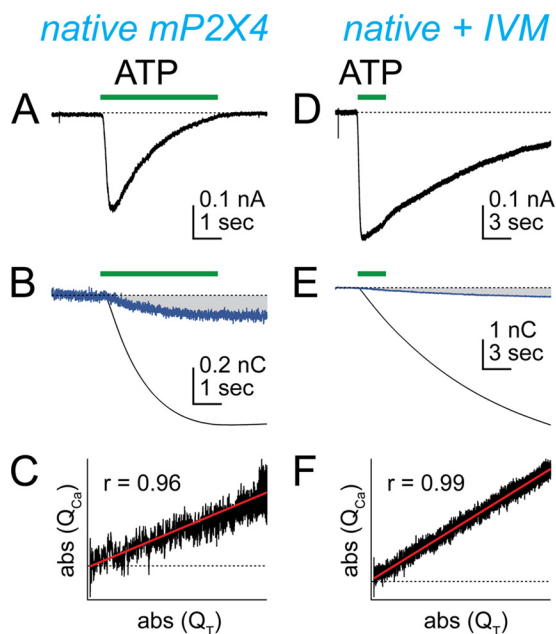 native mP2X4
native + IVM
ATP
ATP
A
0.1 nA
1 sec
D
0.1 nA
3 sec
B
0.2 nC
1 sec
E
1 nC
3 sec
C
r = 0.96
abs (QCa)
abs (QT)
F
r = 0.99
abs (QCa)
abs (QT)